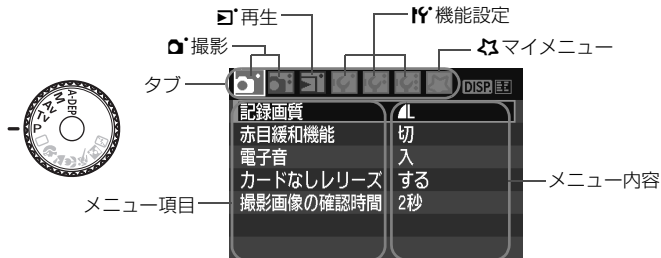 再生
機能設定
撮影
マイメニュー
タブ
DISP.
記録画質 L
赤目緩和機能 切
電子音 入
カードなしレリーズ する
撮影画像の確認時間 2秒
メニュー項目
メニュー内容
A-DEP
M
Av
Tv
P